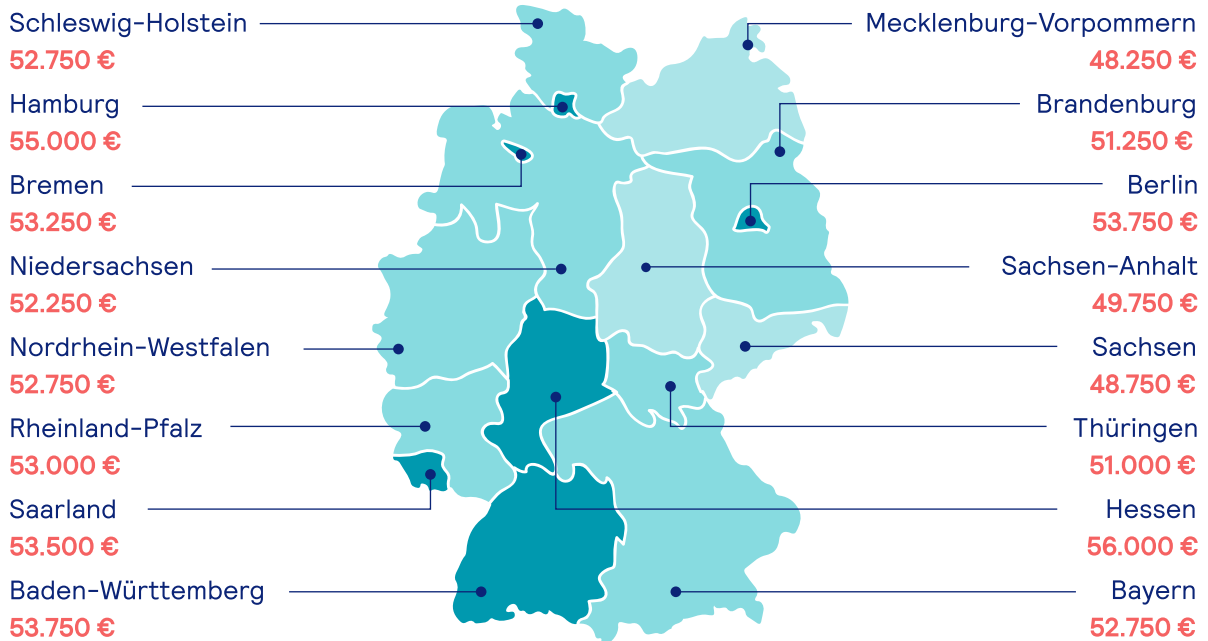 Schleswig-Holstein
52.750 €
Hamburg
55.000 €
Bremen
53.250 €
Niedersachsen
52.250 €
Nordrhein-Westfalen
52.750 €
Rheinland-Pfalz
53.000 €
Saarland
53.500 €
Baden-Württemberg
53.750 €
Mecklenburg-Vorpommern
48.250 €
Brandenburg
51.250 €
Berlin
53.750 €
Sachsen-Anhalt
49.750 €
Sachsen
48.750 €
Thüringen
51.000 €
Hessen
56.000 €
Bayern
52.750 €